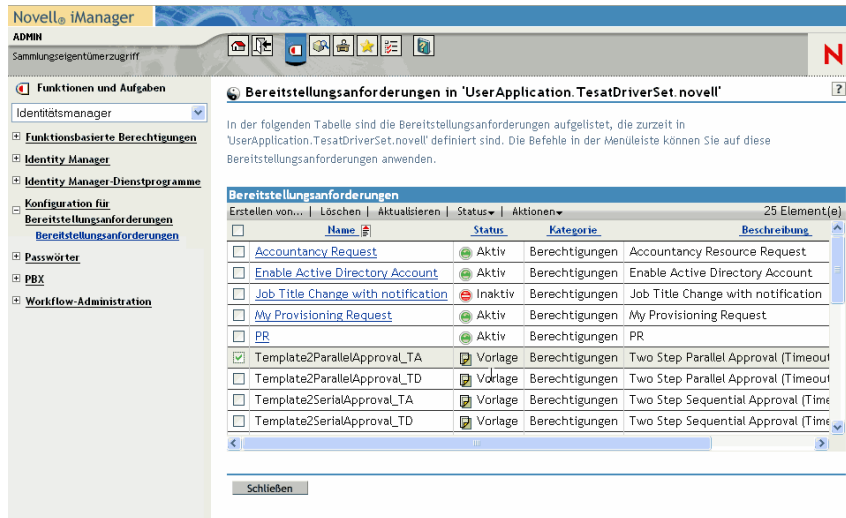 Novell® iManager
ADMIN
Sammlungseigentümerzugriff
N
Funktionen und Aufgaben
Identitätsmanager
Funktionsbasierte Berechtigungen
Identity Manager
Identity Manager-Dienstprogramme
Konfiguration für
Bereitstellungsanforderungen
Bereitstellungsanforderungen
Passwörter
PBX
Workflow-Administration
Bereitstellungsanforderungen in 'UserApplication.TesatDriverSet.novell'
?
In der folgenden Tabelle sind die Bereitstellungsanforderungen aufgelistet, die zurzeit in
'UserApplication.TesatDriverSet.novell' definiert sind. Die Befehle in der Menüleiste können Sie auf diese
Bereitstellungsanforderungen anwenden.
Bereitstellungsanforderungen
Erstellen von... | Löschen | Aktualisieren | Status | Aktionen 25 Element(e)
Name Status Kategorie Beschreibung
Accountancy Request Aktiv Berechtigungen Accountancy Resource Request
Enable Active Directory Account Aktiv Berechtigungen Enable Active Directory Account
Job Title Change with notification Inaktiv Berechtigungen Job Title Change with notification
My Provisioning Request Aktiv Berechtigungen My Provisioning Request
PR Aktiv Berechtigungen PR
Template2ParallelApproval_TA Vorlage Berechtigungen Two Step Parallel Approval (Timeout
Template2ParallelApproval_TD Vorlage Berechtigungen Two Step Parallel Approval (Timeout
Template2SerialApproval_TA Vorlage Berechtigungen Two Step Sequential Approval (Time
Template2SerialApproval_TD Vorlage Berechtigungen Two Step Sequential Approval (Time
Schließen